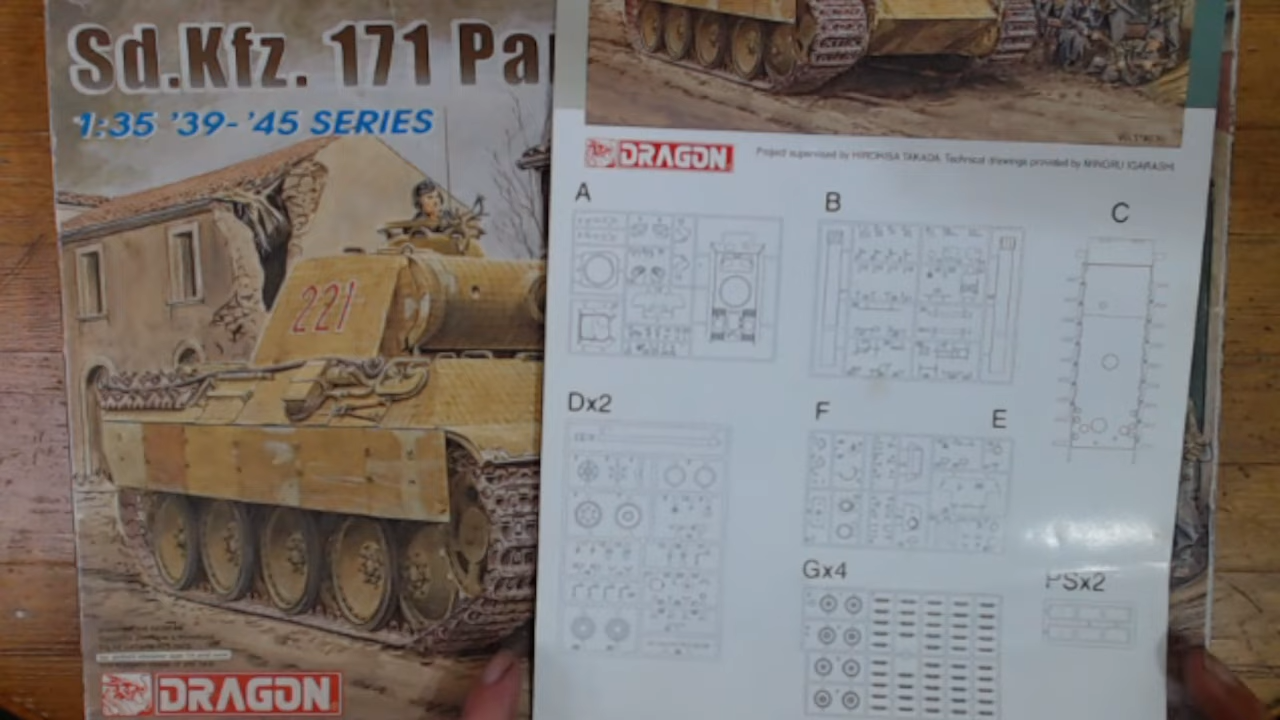 Sd.Kfz. 171 Pa
1:35 '39-'45 SERIES
221
DRAGON
DRAGON
Project supervised by HIROHISA TAKADA. Technical drawings provided by MINORU IGARASHI
A
B
C
Dx2
F
E
Gx4
PSx2